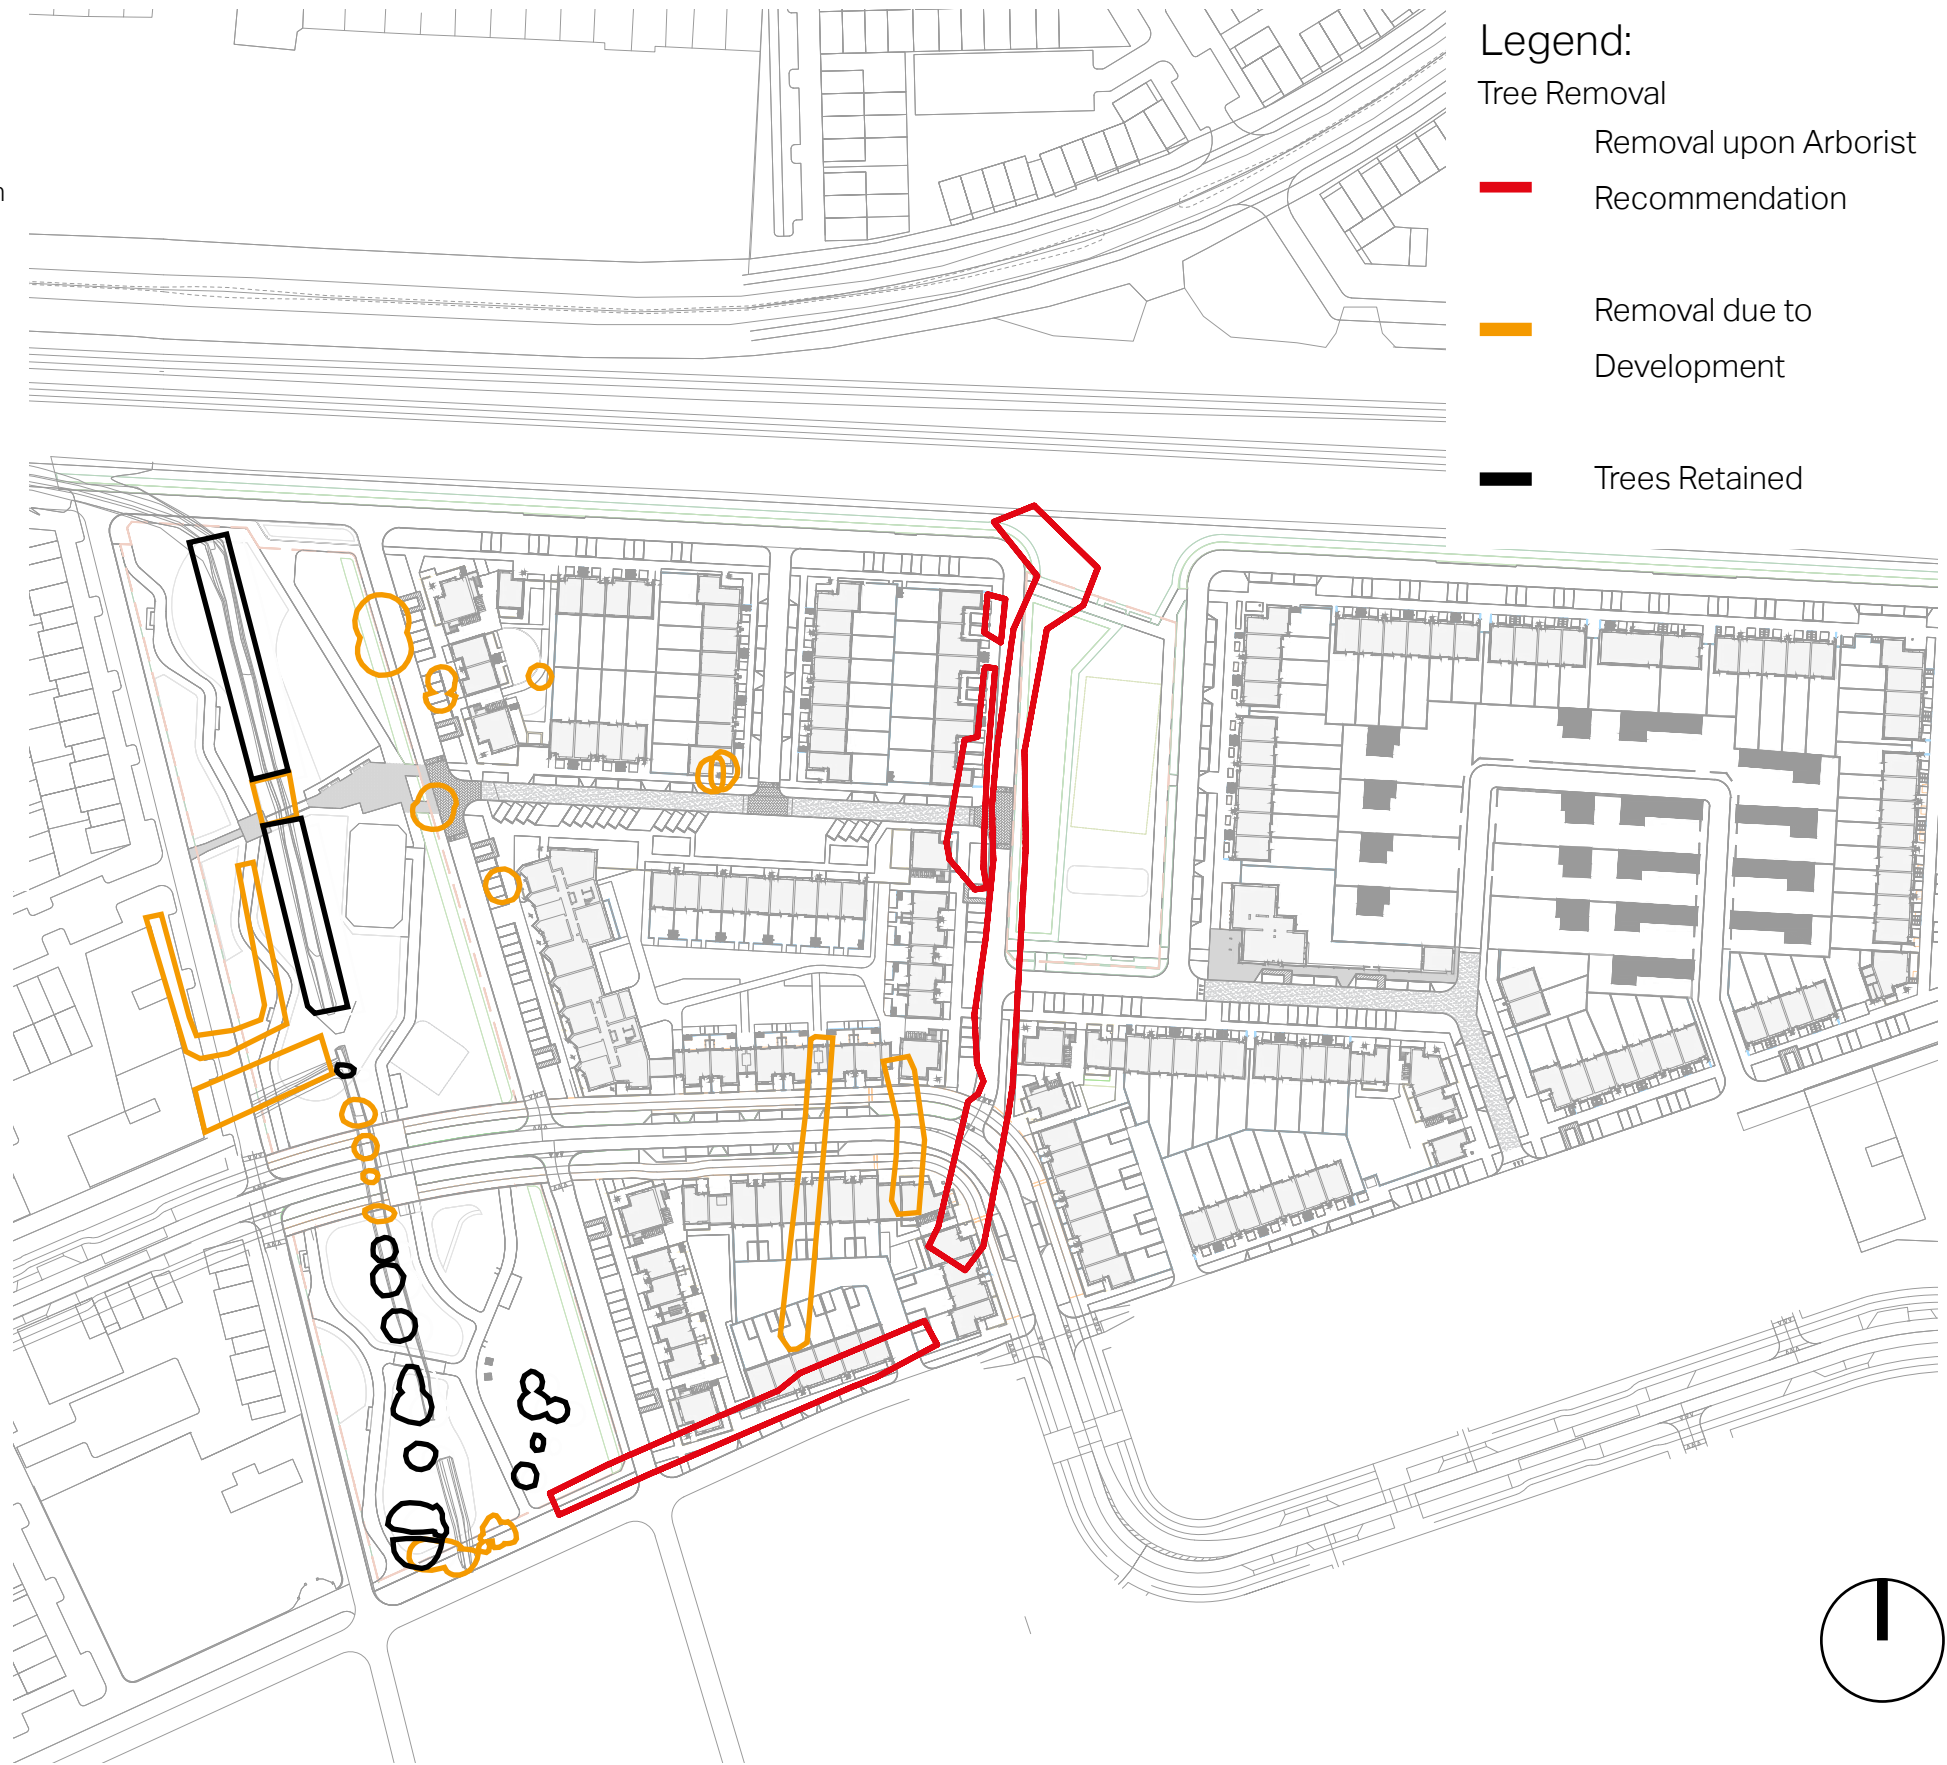 Legend:
Tree Removal
Removal upon Arborist
Recommendation
Removal due to
Development
Trees Retained
n